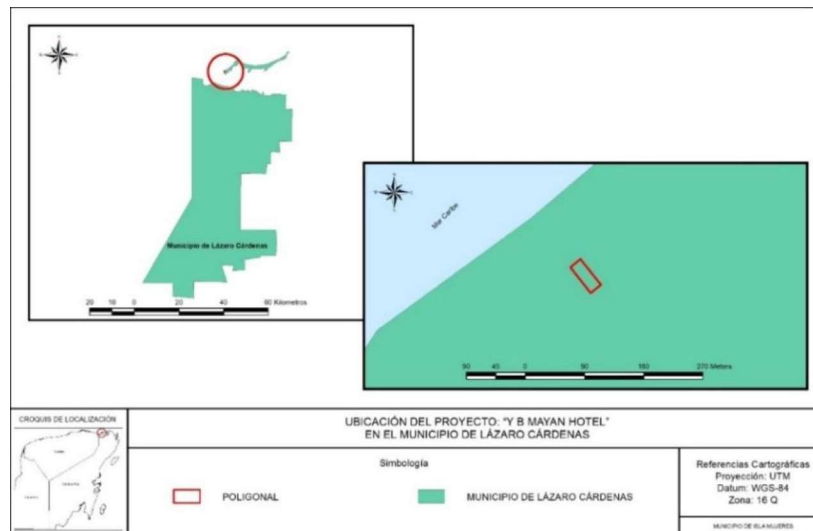 Municipio de Lázaro Cárdenas
20 10 0 20 40 60 Kilometros
Mar Caribe
90 45 0 90 180 270 Meters
CROQUIS DE LOCALIZACIÓN
UBICACIÓN DEL PROYECTO: "Y B MAYAN HOTEL"
EN EL MUNICIPIO DE LÁZARO CÁRDENAS
Simbología
POLIGONAL
MUNICIPIO DE LÁZARO CÁRDENAS
Referencias Cartográficas
Proyección: UTM
Datum: WGS-84
Zona: 16 Q
MUNICIPIO DE ISLA MUJERES